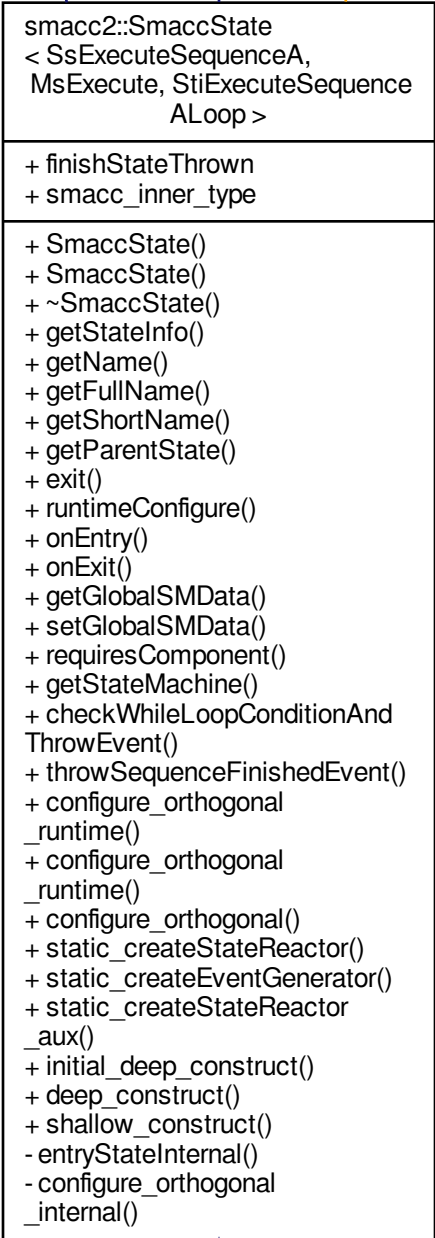 smacc2::SmaccState
< SsExecuteSequenceA,
MsExecute, StiExecuteSequence
ALoop >
+ finishStateThrown
+ smacc_inner_type
+ SmaccState()
+ SmaccState()
+ ~SmaccState()
+ getStateInfo()
+ getName()
+ getFullName()
+ getShortName()
+ getParentState()
+ exit()
+ runtimeConfigure()
+ onEntry()
+ onExit()
+ getGlobalSMData()
+ setGlobalSMData()
+ requiresComponent()
+ getStateMachine()
+ checkWhileLoopConditionAnd
ThrowEvent()
+ throwSequenceFinishedEvent()
+ configure_orthogonal
_runtime()
+ configure_orthogonal
_runtime()
+ configure_orthogonal()
+ static_createStateReactor()
+ static_createEventGenerator()
+ static_createStateReactor
_aux()
+ initial_deep_construct()
+ deep_construct()
+ shallow_construct()
- entryStateInternal()
- configure_orthogonal
_internal()